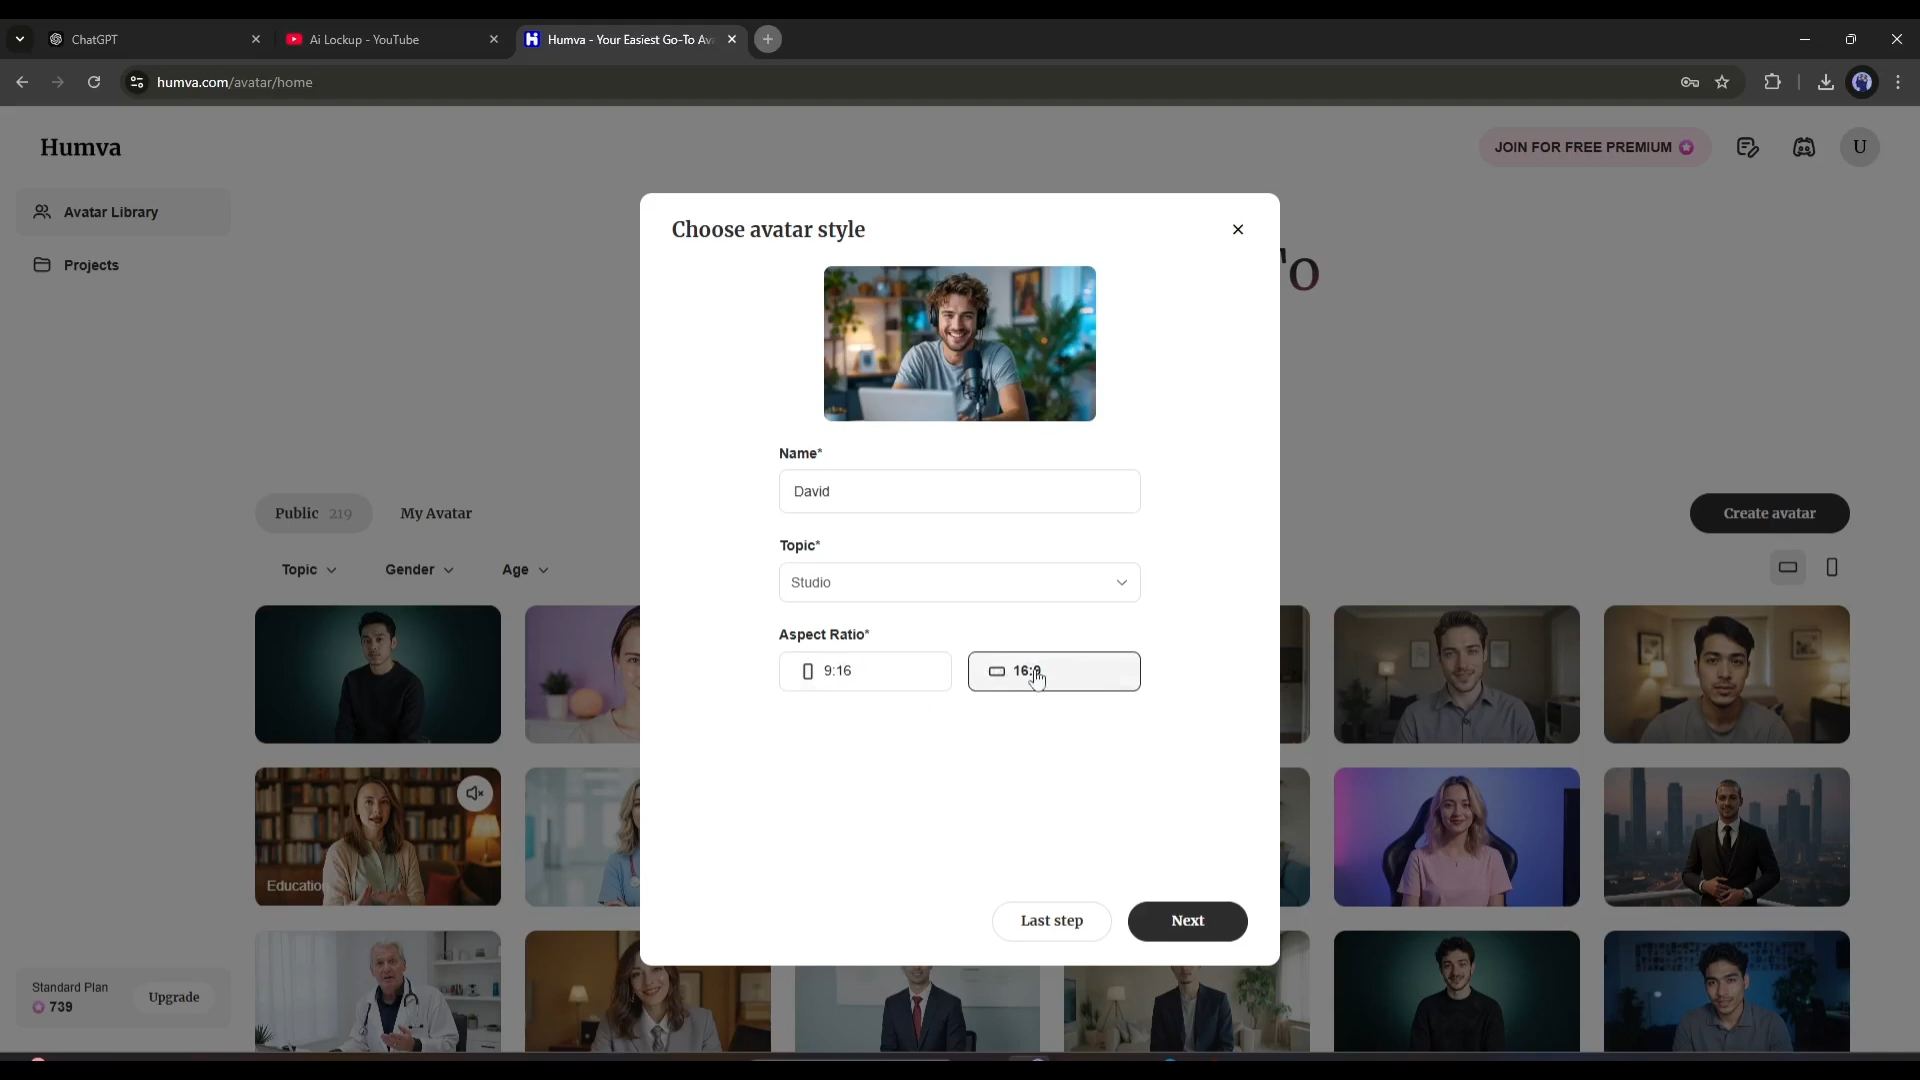 ChatGPT
Ai Lockup - YouTube
Humva - Your Easiest Go-To Av
humva.com/avatar/home
Humva
JOIN FOR FREE PREMIUM
U
Avatar Library
Projects
Choose avatar style
'o
Name*
David
Topic*
Studio
Aspect Ratio*
9:16
16:9
Public 219
My Avatar
Create avatar
Topic
Gender
Age
Education
Last step
Next
Standard Plan
739
Upgrade